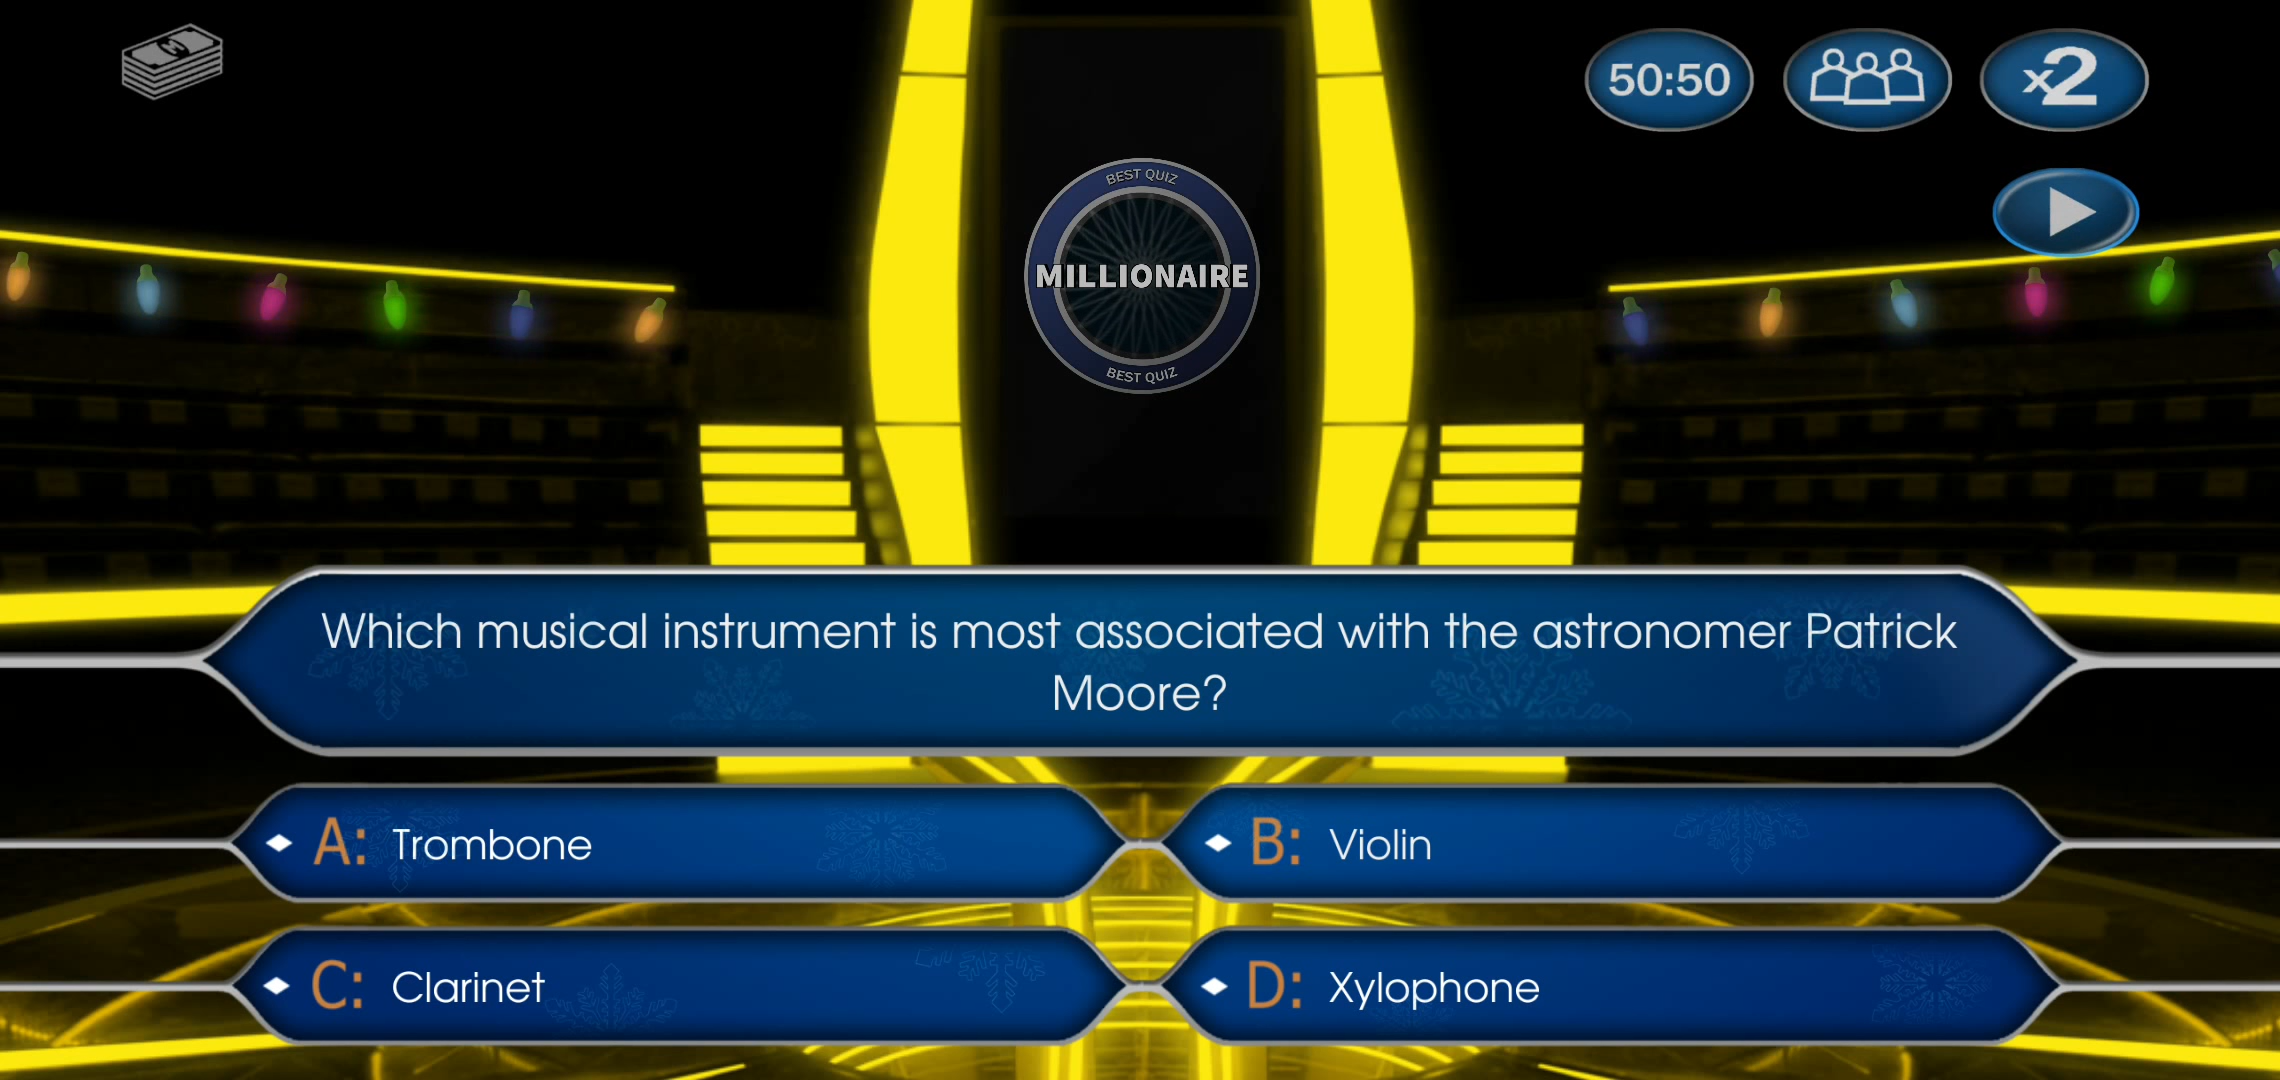 50:50
x2
BEST QUIZ
MILLIONAIRE
BEST QUIZ
Which musical instrument is most associated with the astronomer Patrick
Moore?
A: Trombone
B: Violin
C: Clarinet
D: Xylophone